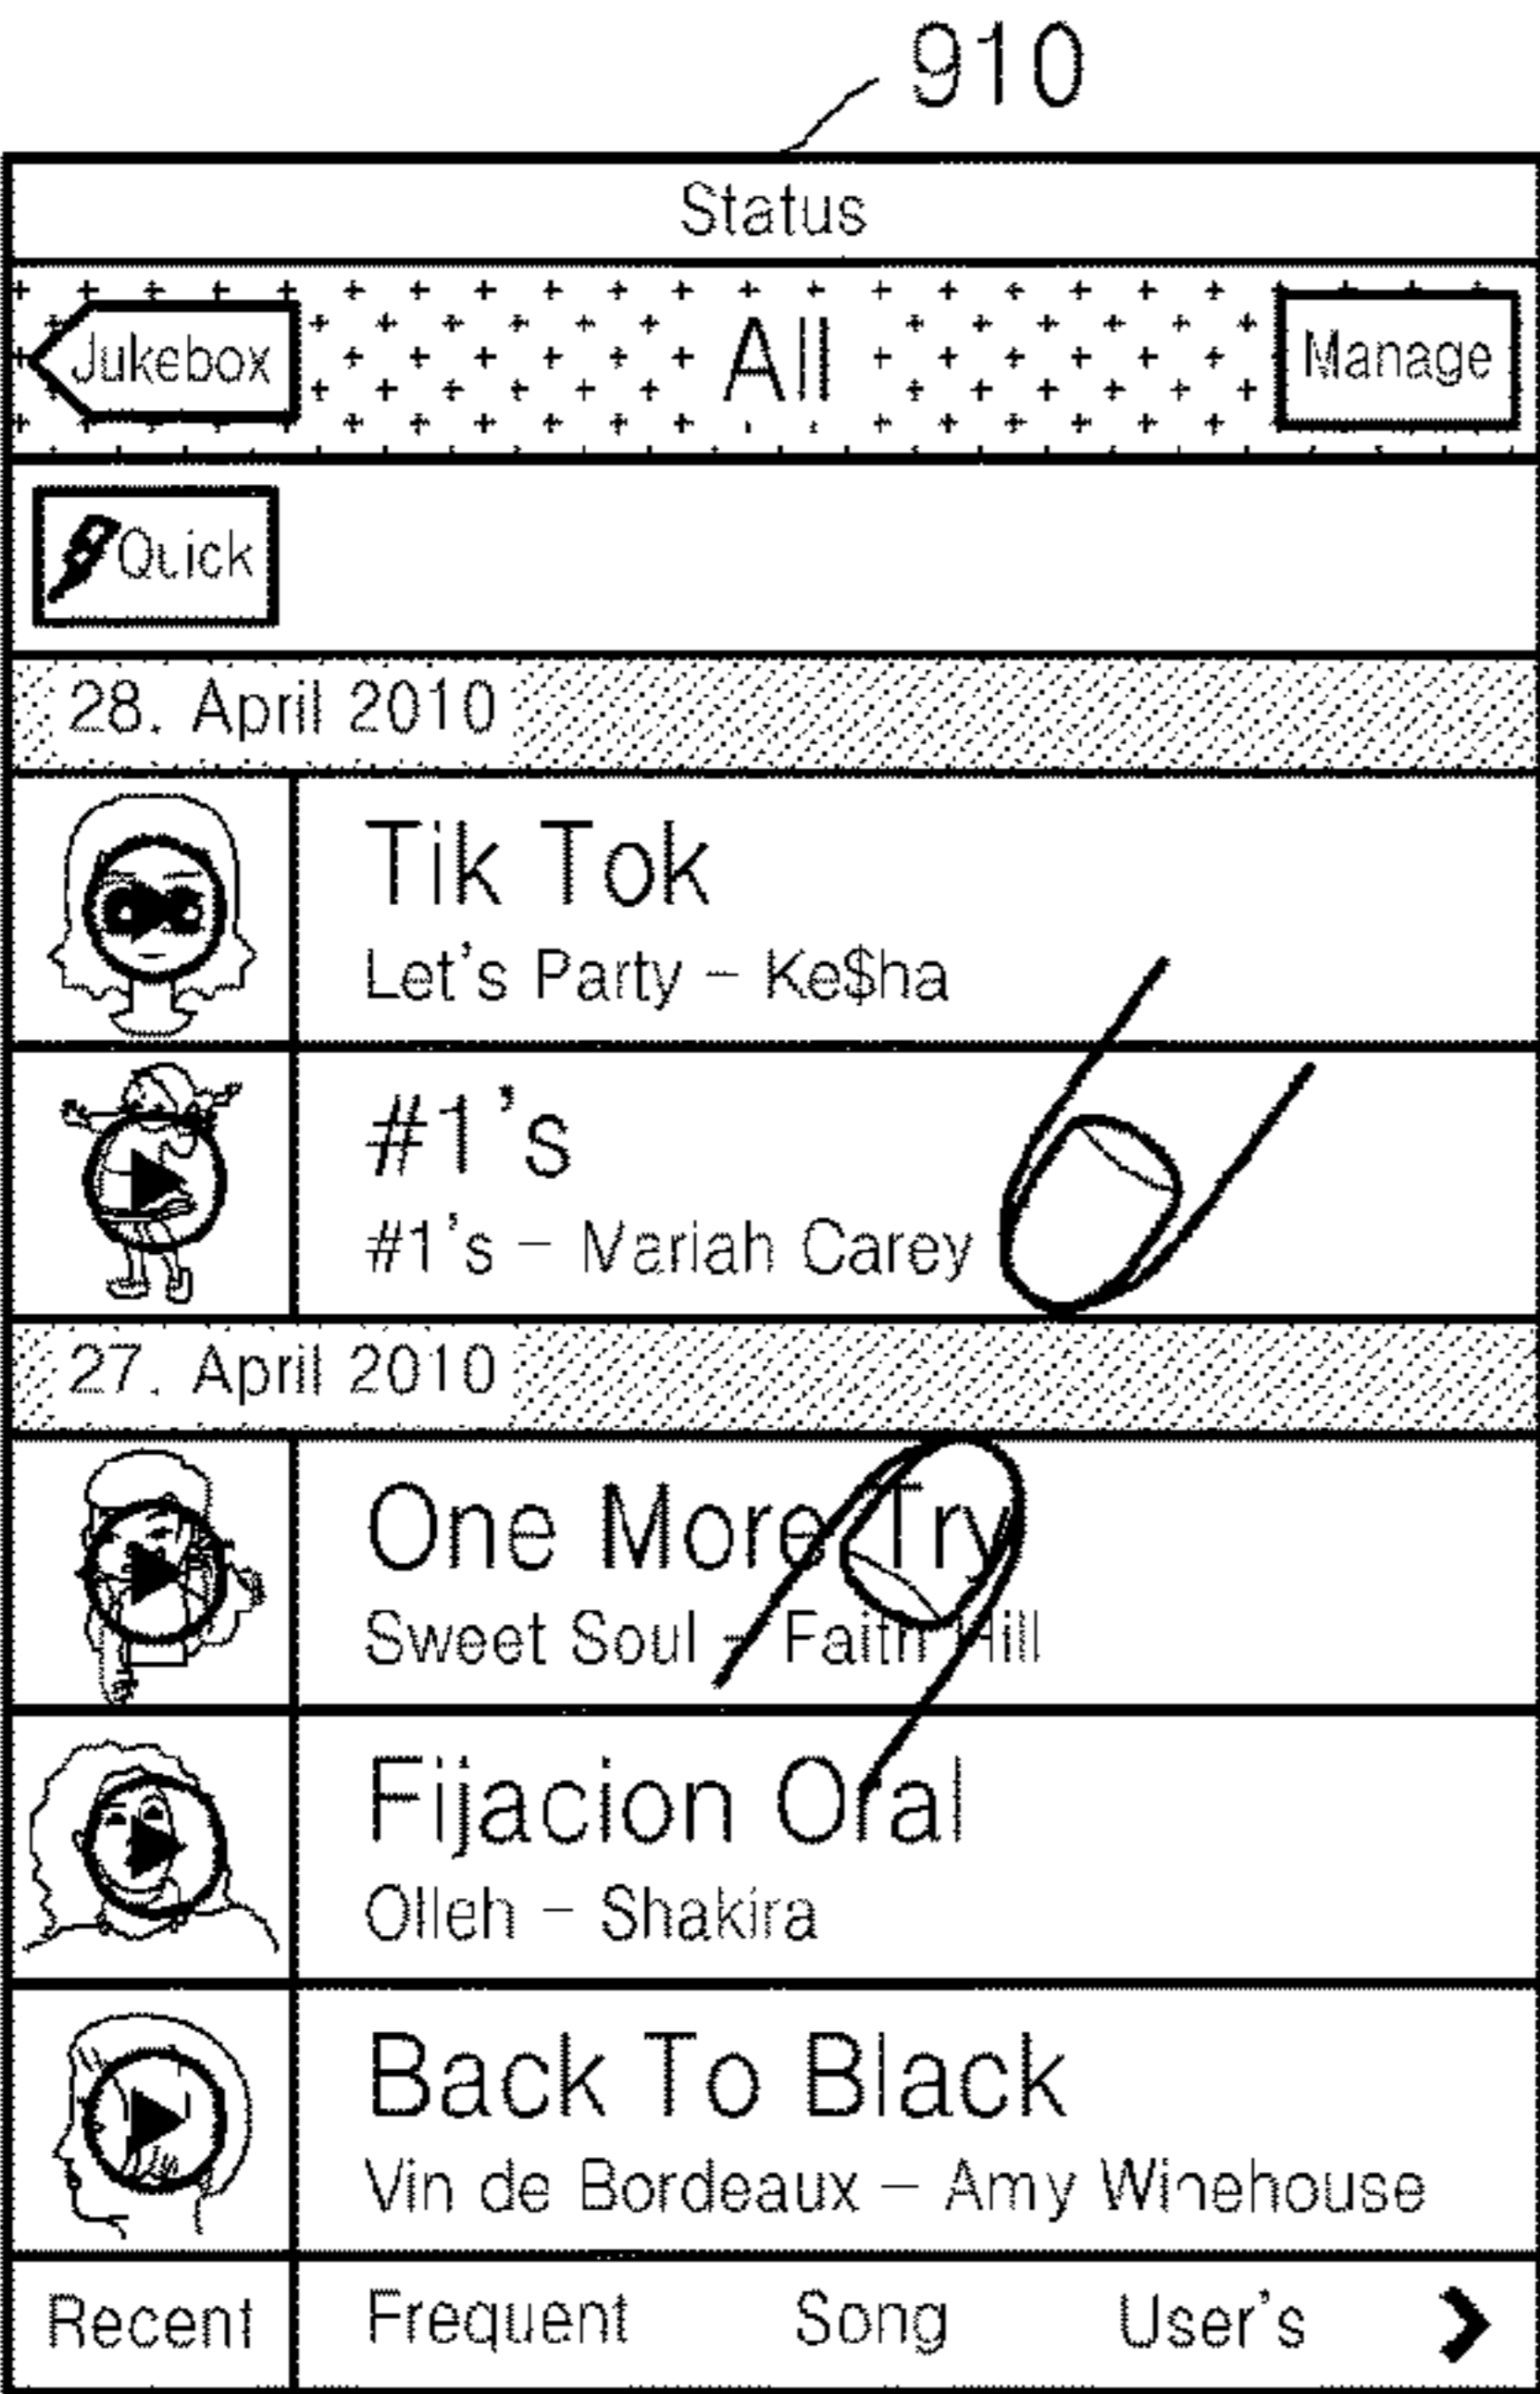 910
Status
Jukebox All Manage
Quick
28. April 2010
Tik Tok
Let's Party - Ke$ha
#1's
#1's - Mariah Carey
27. April 2010
One More Try
Sweet Soul - Faith Hill
Fijacion Oral
Olleh - Shakira
Back To Black
Vin de Bordeaux - Amy Winehouse
Recent Frequent Song User's